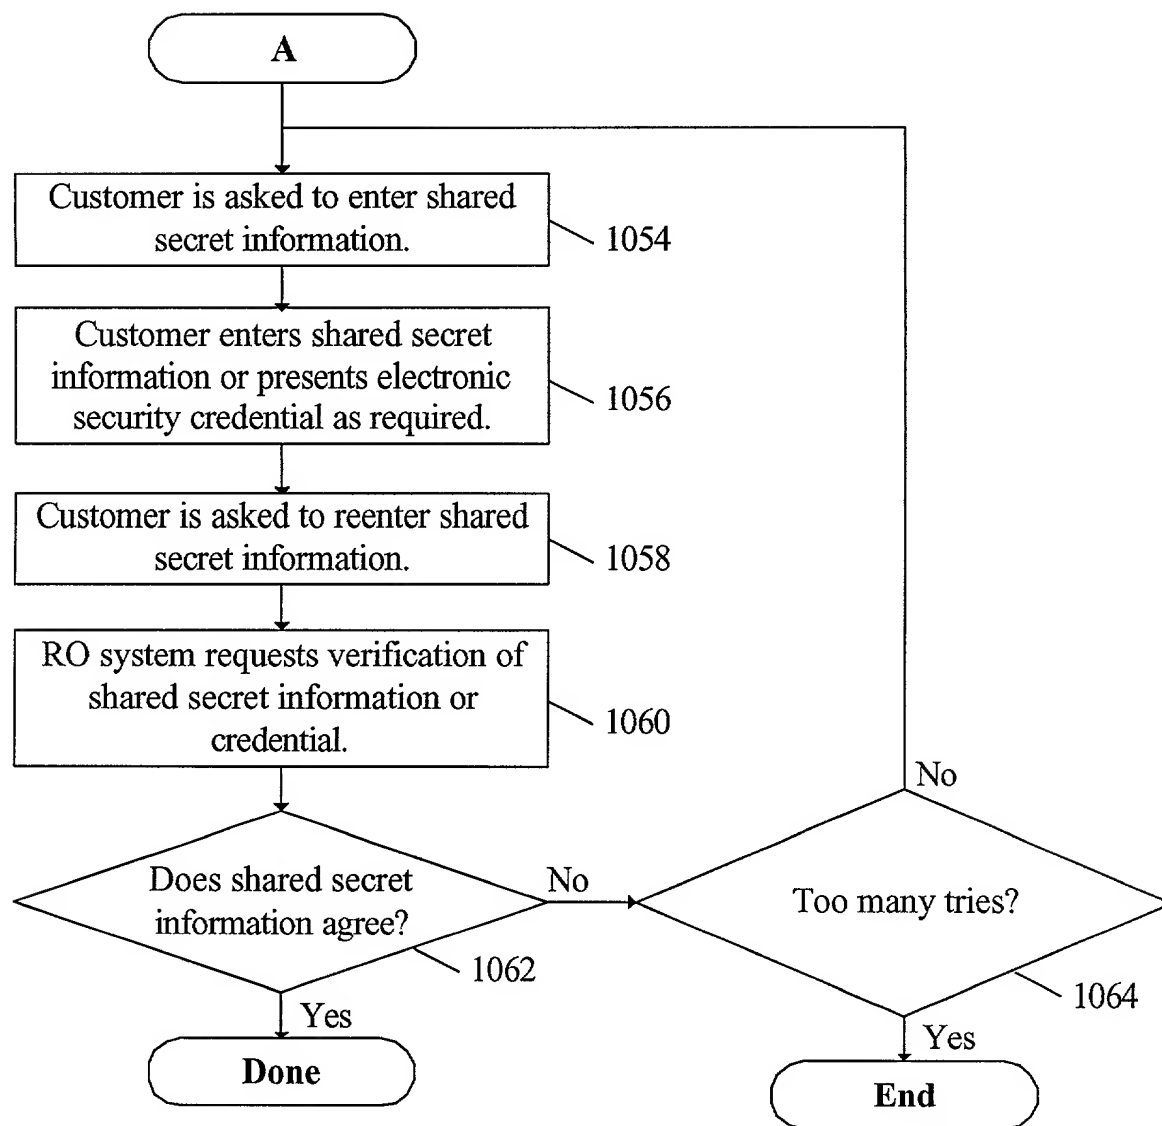 A
Customer is asked to enter shared
secret information.
1054
Customer enters shared secret
information or presents electronic
security credential as required.
1056
Customer is asked to reenter shared
secret information.
1058
RO system requests verification of
shared secret information or
credential.
1060
No
Does shared secret
information agree?
No
Too many tries?
1062
1064
Yes
Yes
Done
End